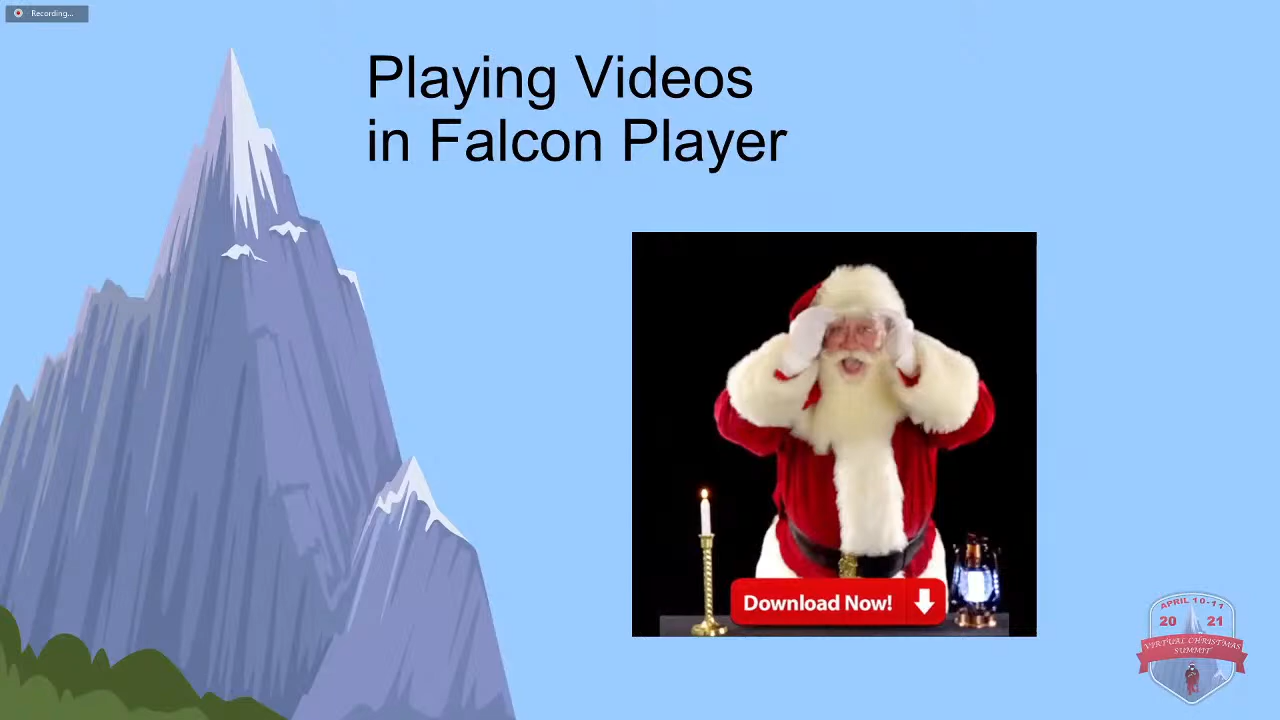 Recording...
Playing Videos
in Falcon Player
Download Now!
APRIL 10-11
20 21
VIRTUAL CHRISTMAS
SUMMIT